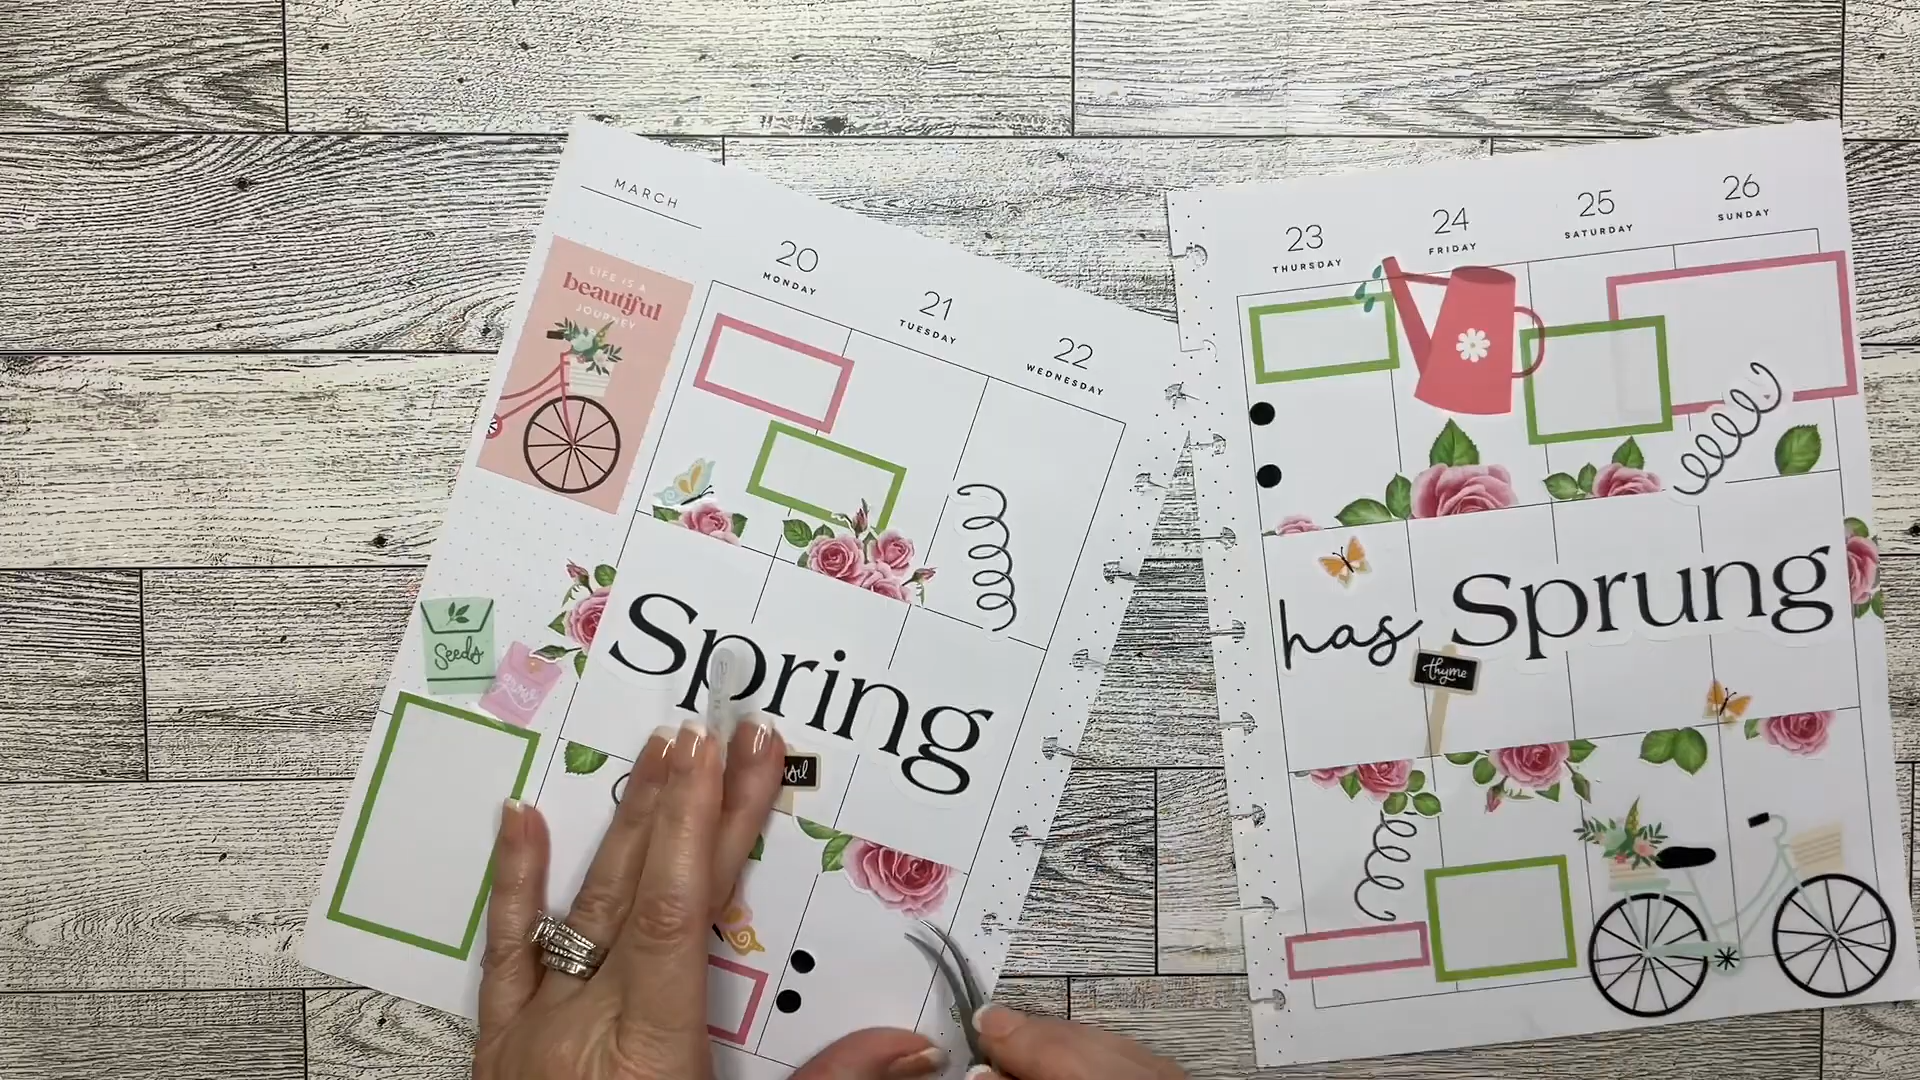 MARCH
20
MONDAY
21
TUESDAY
22
WEDNESDAY
LIFE IS A
beautiful
JOURNEY
Seeds
grow
Spring
23
THURSDAY
24
FRIDAY
25
SATURDAY
26
SUNDAY
has Sprung
thyme